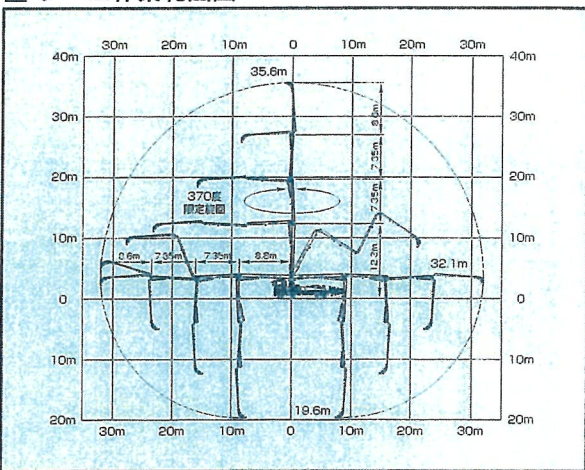 30m 20m 10m 0 10m 20m 30m
40m 40m
35.6m
8.6m
30m 30m
7.35m
20m 20m
370度
限定範囲
7.35m
10m 10m
8.6m 7.35m 7.35m 8.8m
12.3m
32.1m
0 0
10m 10m
19.6m
20m 20m
30m 20m 10m 0 10m 20m 30m